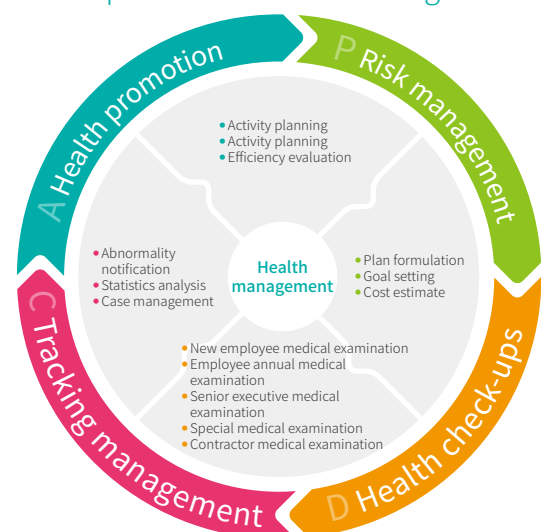 A Health promotion
P Risk management
• Activity planning
• Activity planning
• Efficiency evaluation
• Abnormality
notification
• Statistics analysis
• Case management
Health
management
• Plan formulation
• Goal setting
• Cost estimate
• New employee medical examination
• Employee annual medical
examination
• Senior executive medical
examination
• Special medical examination
• Contractor medical examination
C Tracking management
D Health check-ups